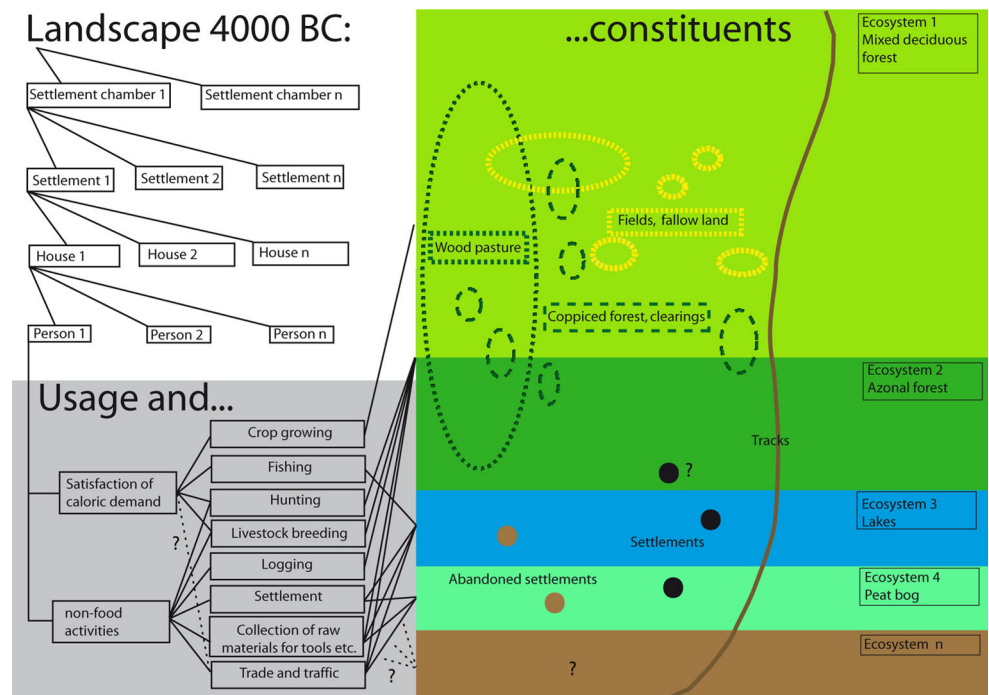 Landscape 4000 BC:
...constituents
Settlement chamber 1
Settlement chamber n
Settlement 1
Settlement 2
Settlement n
House 1
House 2
House n
Person 1
Person 2
Person n
Usage and...
Satisfaction of
caloric demand
non-food
activities
?
Crop growing
Fishing
Hunting
Livestock breeding
Logging
Settlement
Collection of raw
materials for tools etc.
Trade and traffic
?
Wood pasture
Fields, fallow land
Coppiced forest, clearings
Tracks
?
Settlements
Abandoned settlements
?
Ecosystem 1
Mixed deciduous
forest
Ecosystem 2
Azonal forest
Ecosystem 3
Lakes
Ecosystem 4
Peat bog
Ecosystem n